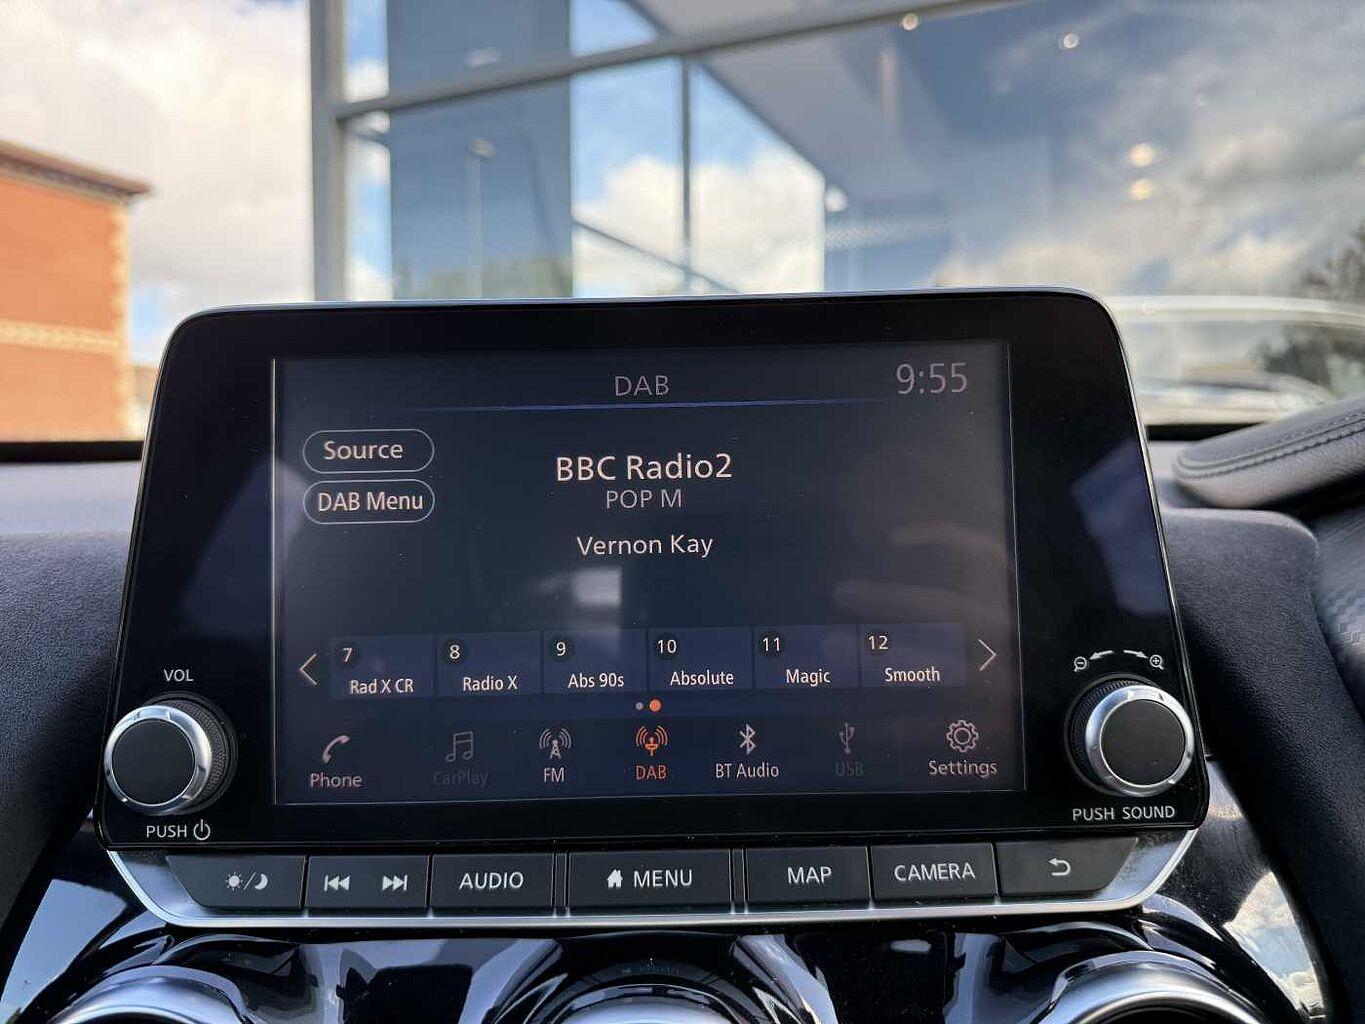 DAB
9:55
Source
BBC Radio2
POP M
DAB Menu
Vernon Kay
7
8
9
10
11
12
Rad X CR
Radio X
Abs 90s
Absolute
Magic
Smooth
Phone
CarPlay
FM
DAB
BT Audio
USB
Settings
VOL
PUSH
PUSH SOUND
AUDIO
MENU
MAP
CAMERA